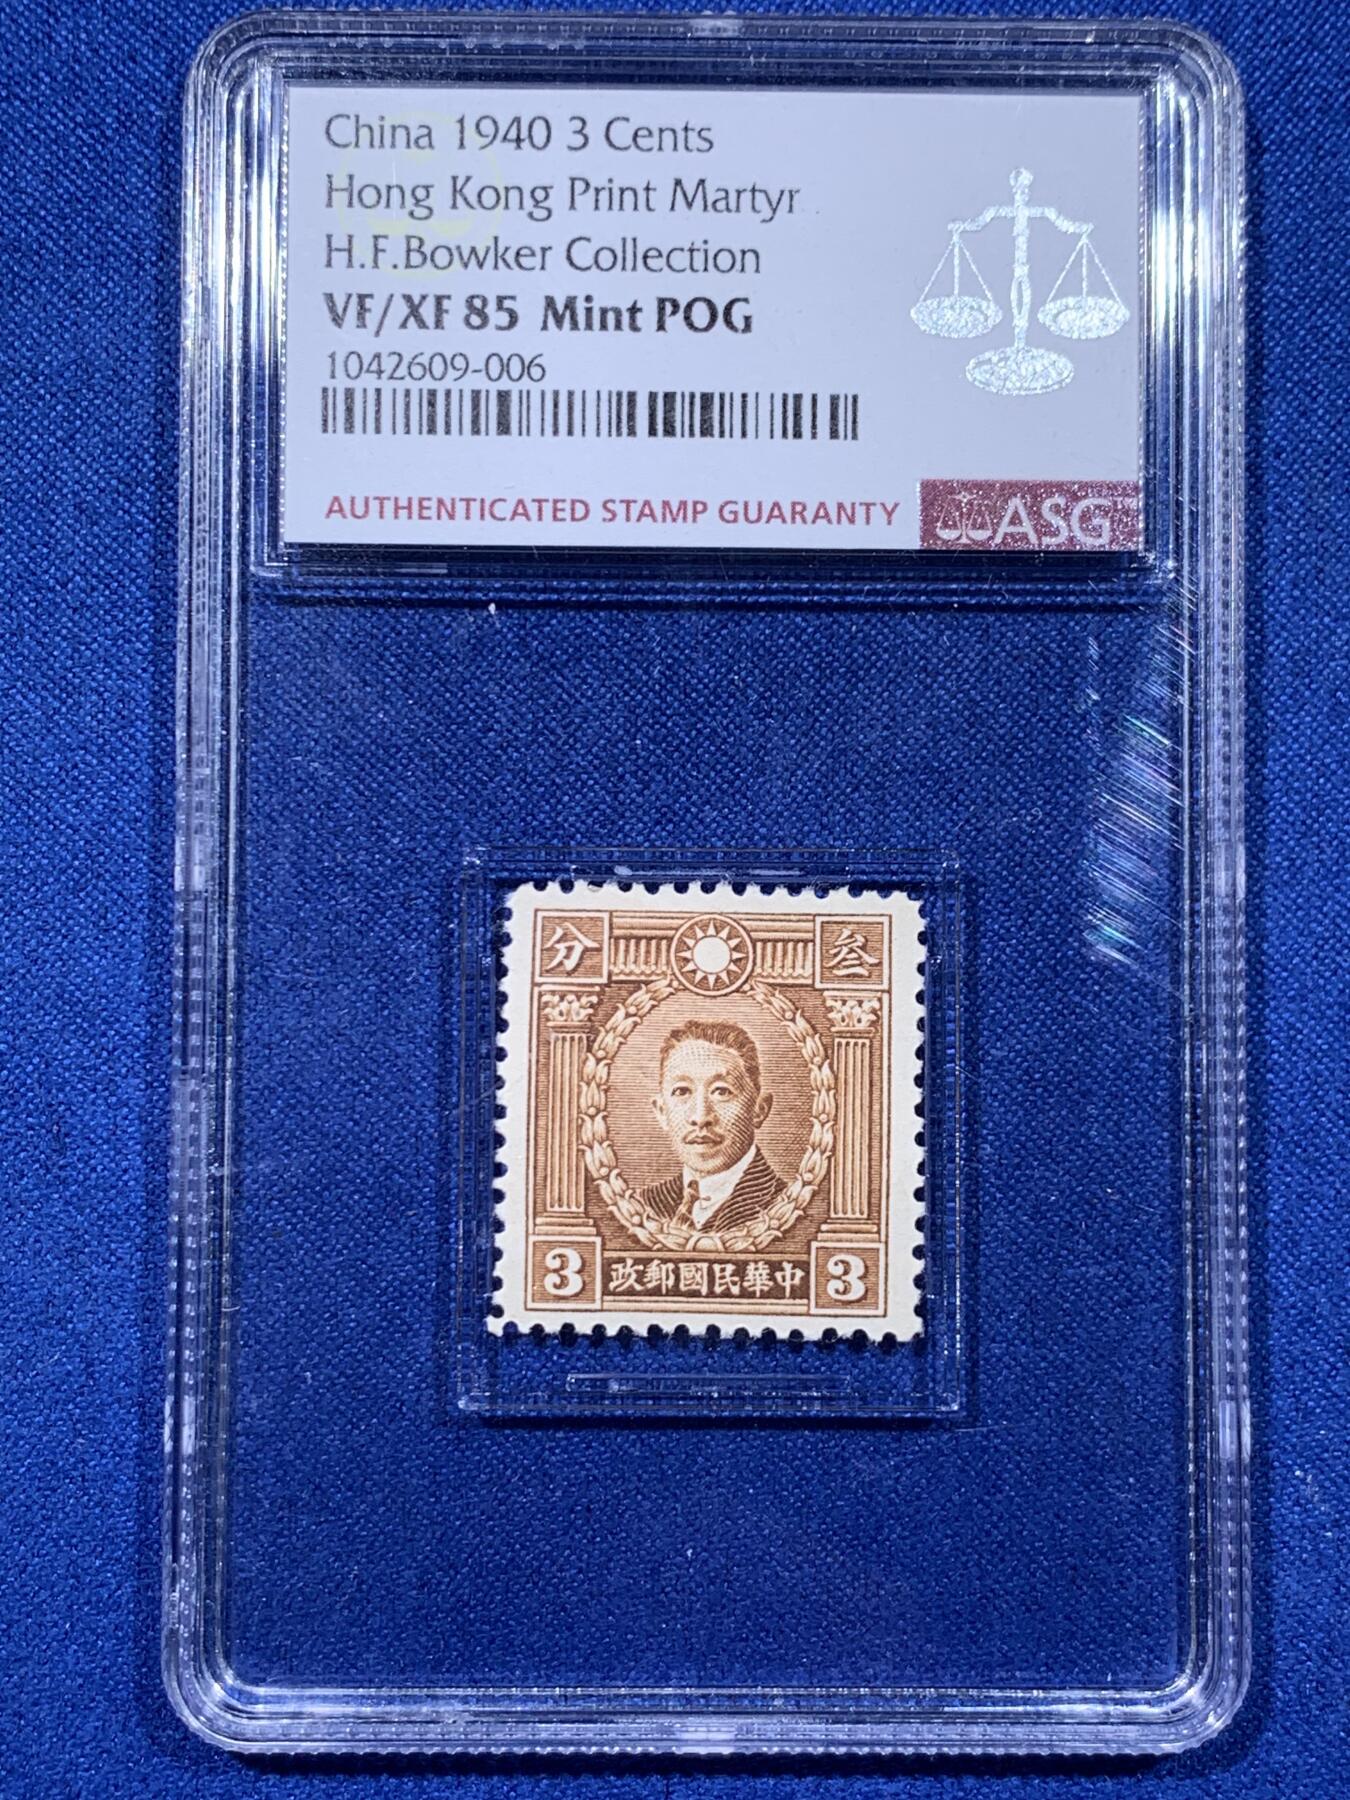 China 1940 3 Cents
Hong Kong Print Martyr
H.F.Bowker Collection
VF/XF 85 Mint POG
1042609-006
AUTHENTICATED STAMP GUARANTY
ASG
分 叁
3 政郵國民華中 3